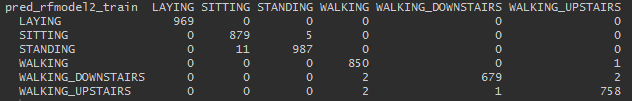 pred_rfmodel2_train LAYING SITTING STANDING WALKING WALKING_DOWNSTAIRS WALKING_UPSTAIRS
LAYING 969 0 0 0 0 0
SITTING 0 879 5 0 0 0
STANDING 0 11 987 0 0 0
WALKING 0 0 0 850 0 1
WALKING_DOWNSTAIRS 0 0 0 2 679 2
WALKING_UPSTAIRS 0 0 0 2 1 758